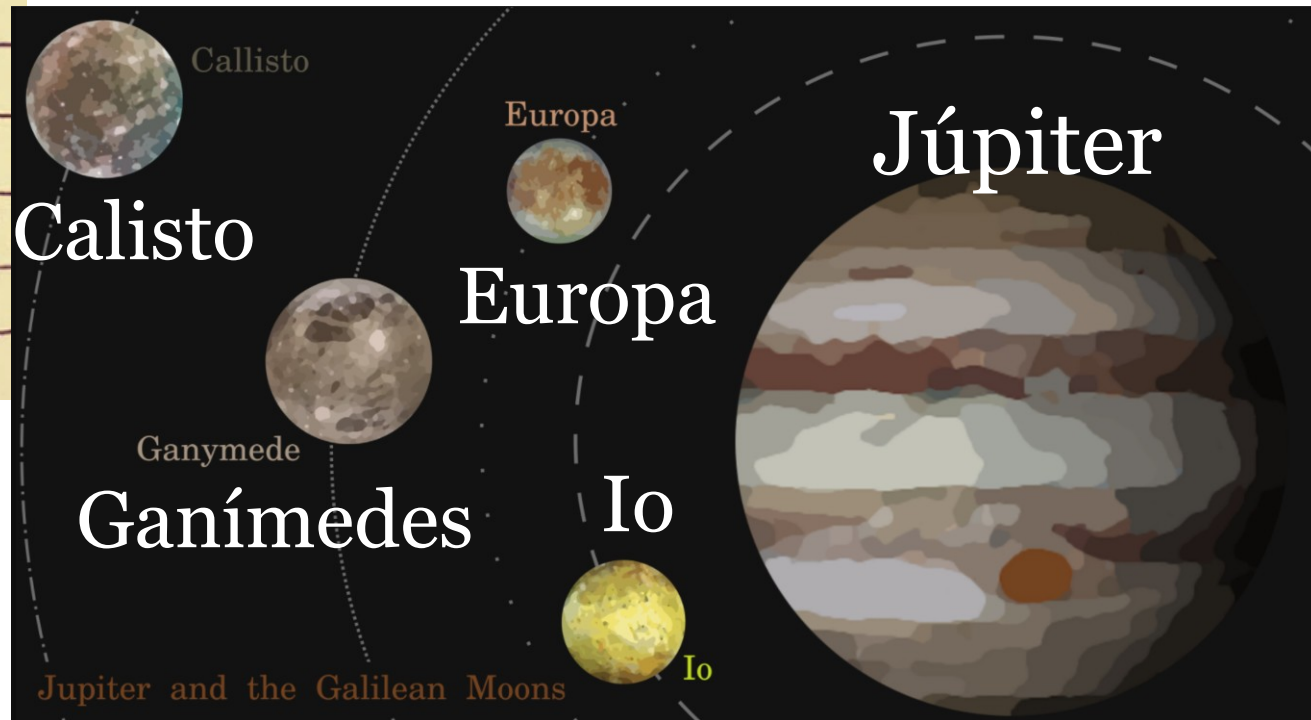 Callisto
Europa
Júpiter
Calisto
Europa
Ganymede
Ganímedes
Io
Io
Jupiter and the Galilean Moons